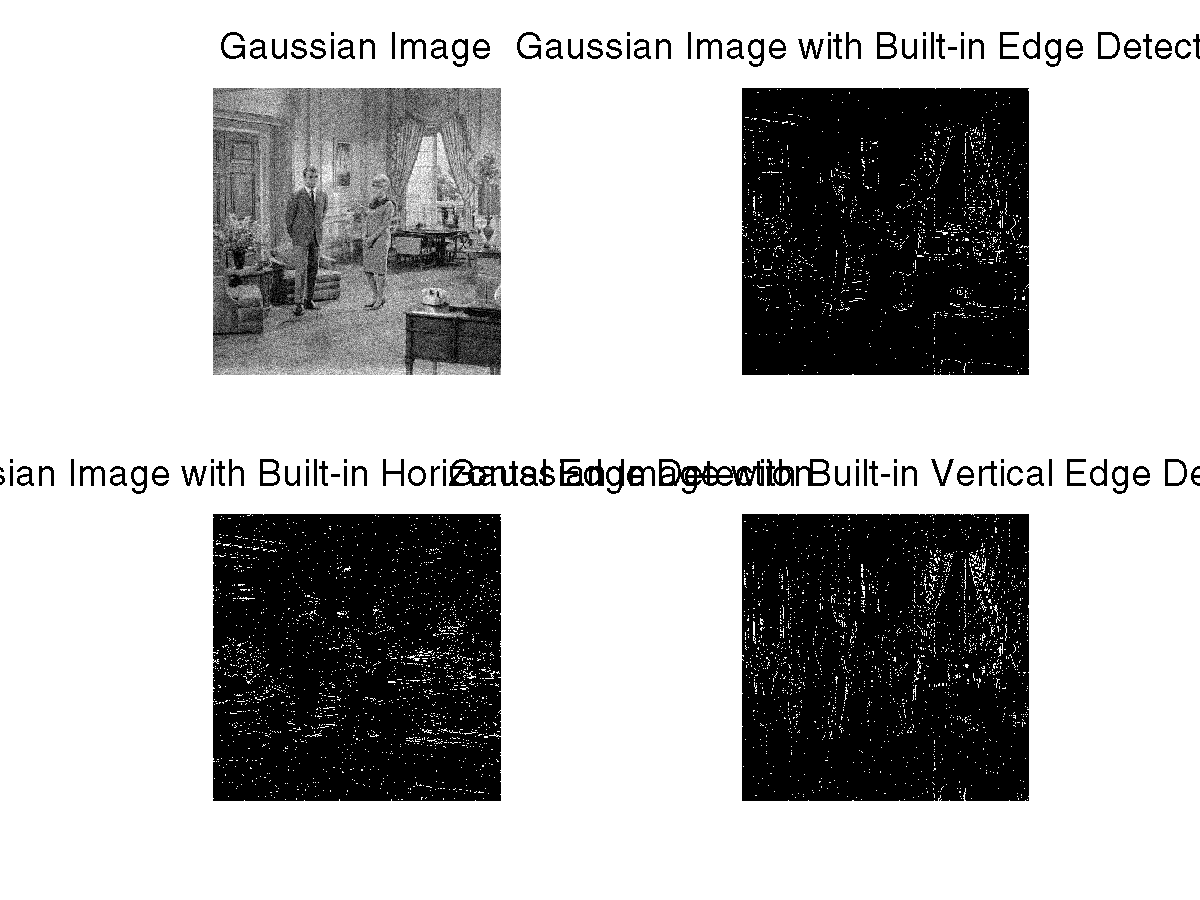 Gaussian Image
Gaussian Image with Built-in Edge Detect
sian Image with Built-in Horizontal Edge Detection
Gaussian Image with Built-in Vertical Edge De